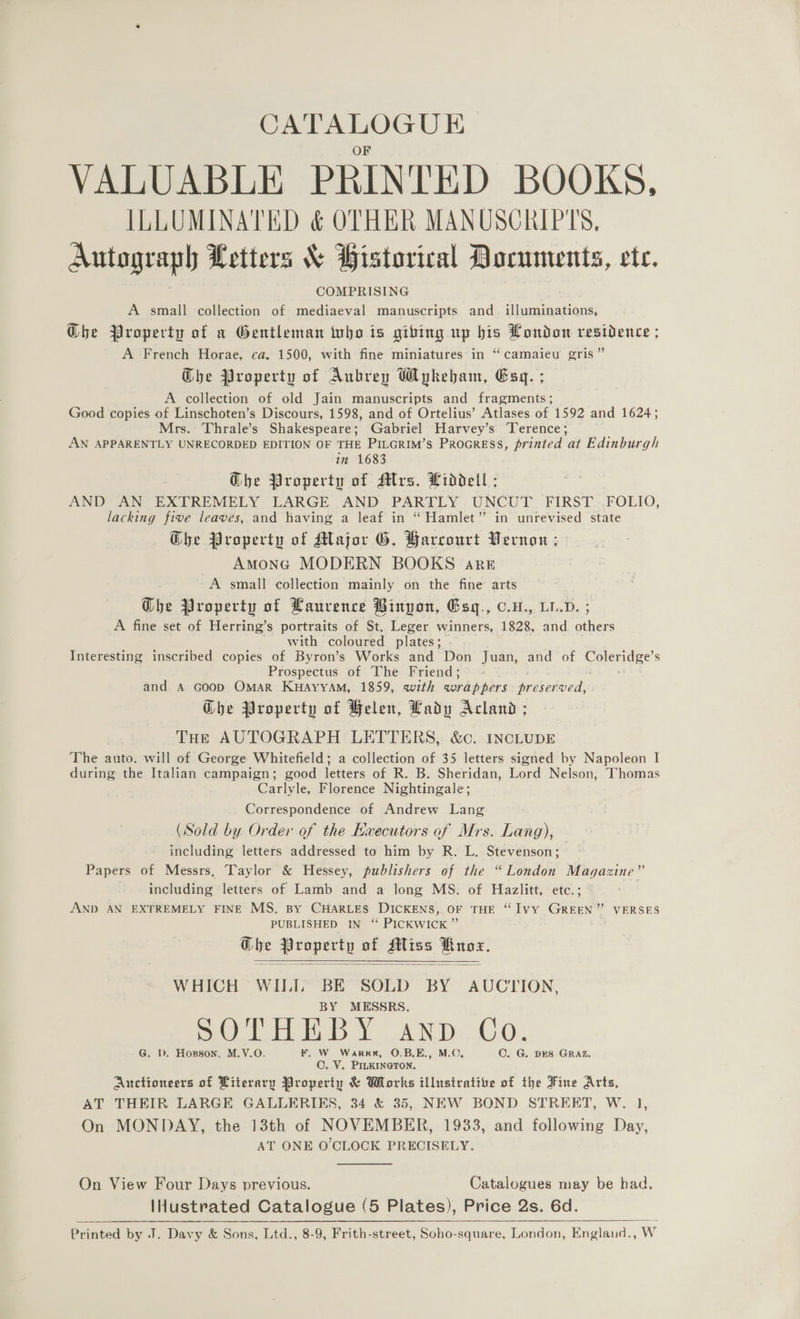 CATALOGUE
OF
VALUABLE PRINTED BOOKS,
ILLUMINATED & OTHER MANUSCRIPTS,
Autograph Letters & Historical Documents, etc.
COMPRISING
A small collection of mediaeval manuscripts and illuminations,
The Property of a Gentleman who is giving up his London residence;
A French Horae, ca. 1500, with fine miniatures in “camaieu gris”
The Property of Aubrey Wykeham, Esq.;
A collection of old Jain manuscripts and fragments;
Good copies of Linschoten's Discours, 1598, and of Ortelius' Atlases of 1592 and 1624;
Mrs. Thrale's Shakespeare; Gabriel Harvey's Terence;
AN APPARENTLY UNRECORDED EDITION OF THE PILGRIM'S PROGRESS, printed at Edinburgh
in 1683
The Property of Mrs. Liddell;
AND AN EXTREMELY LARGE AND PARTLY UNCUT FIRST FOLIO,
lacking five leaves, and having a leaf in “Hamlet” in unrevised state
The Property of Major G. Harcourt Vernon;
AMONG MODERN BOOKS ARE
A small collection mainly on the fine arts
The Property of Laurence Binyon, Esq., C.H., LL.D.;
A fine set of Herring's portraits of St. Leger winners, 1828, and others
with coloured plates;
Interesting inscribed copies of Byron's Works and Don Juan, and of Coleridge's
Prospectus of The Friend;
and A GOOD OMAR KHAYYAM, 1859, with wrappers preserved,
The Property of Helen, Lady Acland;
THE AUTOGRAPH LETTERS, &c. INCLUDE
The auto. will of George Whitefield; a collection of 35 letters signed by Napoleon I
during the Italian campaign; good letters of R. B. Sheridan, Lord Nelson, Thomas
Carlyle, Florence Nightingale;
Correspondence of Andrew Lang
(Sold by Order of the Executors of Mrs. Lang),
including letters addressed to him by R. L. Stevenson;
Papers of Messrs, Taylor & Hessey, publishers of the “London Magazine”
including letters of Lamb and a long MS. of Hazlitt, etc.;
AND AN EXTREMELY FINE MS. BY CHARLES DICKENS, OF THE “IVY GREEN” VERSES
PUBLISHED IN “PICKWICK”
The Property of Miss Knox.
WHICH WILL BE SOLD BY AUCTION,
BY MESSRS.
SOTHEBY AND CO.
G. D. HOBSON, M.V.O. F. W WARRE, O.B.E., M.C, C. G. DES GRAZ.
C. V. PILKINGTON.
Auctioneers of Literary Property & Works illustrative of the Fine Arts,
AT THEIR LARGE GALLERIES, 34 & 35, NEW BOND STREET, W. 1,
On MONDAY, the 13th of NOVEMBER, 1933, and following Day,
AT ONE O'CLOCK PRECISELY.
On View Four Days previous. Catalogues may be had.
Illustrated Catalogue (5 Plates), Price 2s. 6d.
Printed by J. Davy & Sons, Ltd., 8-9, Frith-street, Soho-square, London, England., W